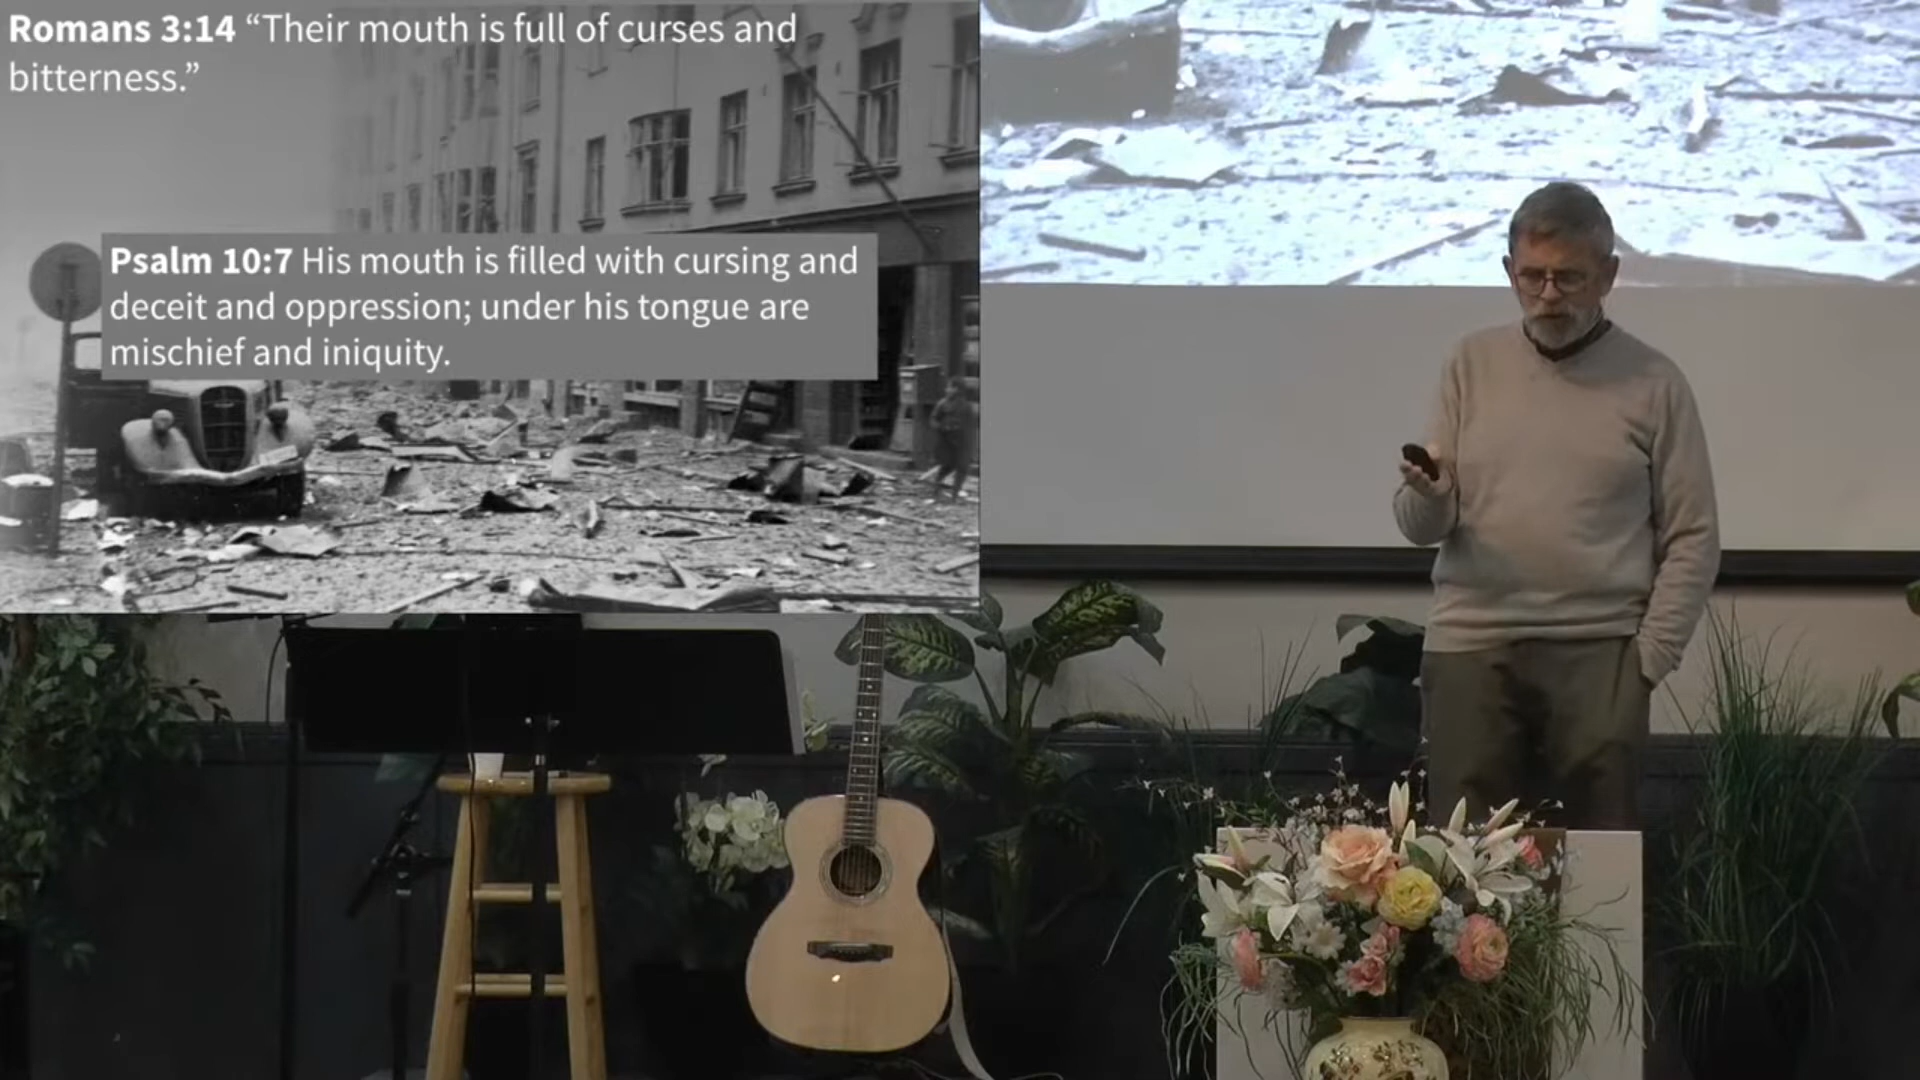 Romans 3:14 “Their mouth is full of curses and
bitterness.”
Psalm 10:7 His mouth is filled with cursing and
deceit and oppression; under his tongue are
mischief and iniquity.